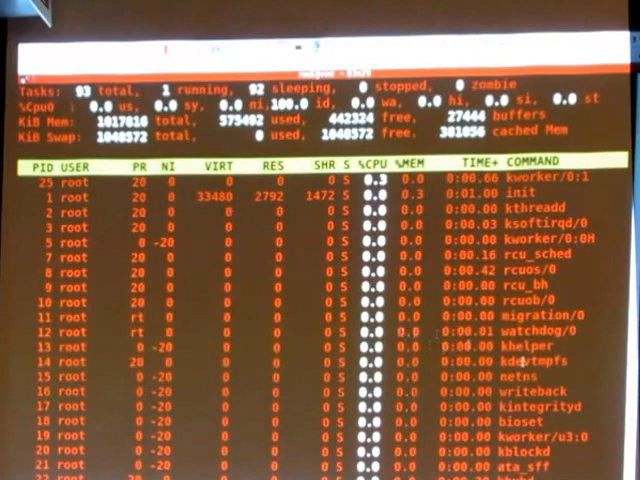 Tasks: 93 total, 1 running, 92 sleeping, 0 stopped, 0 zombie
%Cpu0 : 0.0 us, 0.0 sy, 0.0 ni,100.0 id, 0.0 wa, 0.0 hi, 0.0 si, 0.0 st
KiB Mem: 1017816 total, 575492 used, 442324 free, 27444 buffers
KiB Swap: 1048572 total, 0 used, 1048572 free. 381056 cached Mem
PID USER PR NI VIRT RES SHR S %CPU %MEM TIME+ COMMAND
25 root 20 0 0 0 0 S 0.3 0.0 0:00.66 kworker/0:1
1 root 20 0 33480 2792 1472 S 0.0 0.3 0:01.00 init
2 root 20 0 0 0 0 S 0.0 0.0 0:00.00 kthreadd
3 root 20 0 0 0 0 S 0.0 0.0 0:00.03 ksoftirqd/0
5 root 0 -20 0 0 0 S 0.0 0.0 0:00.00 kworker/0:0H
7 root 20 0 0 0 0 S 0.0 0.0 0:00.16 rcu_sched
8 root 20 0 0 0 0 S 0.0 0.0 0:00.42 rcuos/0
9 root 20 0 0 0 0 S 0.0 0.0 0:00.00 rcu_bh
10 root 20 0 0 0 0 S 0.0 0.0 0:00.00 rcuob/0
11 root rt 0 0 0 0 S 0.0 0.0 0:00.00 migration/0
12 root rt 0 0 0 0 S 0.0 0.0 0:00.01 watchdog/0
13 root 0 -20 0 0 0 S 0.0 0.0 0:00.00 khelper
14 root 20 0 0 0 0 S 0.0 0.0 0:00.00 kdevtmpfs
15 root 0 -20 0 0 0 S 0.0 0.0 0:00.00 netns
16 root 0 -20 0 0 0 S 0.0 0.0 0:00.00 writeback
17 root 0 -20 0 0 0 S 0.0 0.0 0:00.00 kintegrityd
18 root 0 -20 0 0 0 S 0.0 0.0 0:00.00 bioset
19 root 0 -20 0 0 0 S 0.0 0.0 0:00.00 kworker/u3:0
20 root 0 -20 0 0 0 S 0.0 0.0 0:00.00 kblockd
21 root 0 -20 0 0 0 S 0.0 0.0 0:00.00 ata_sff